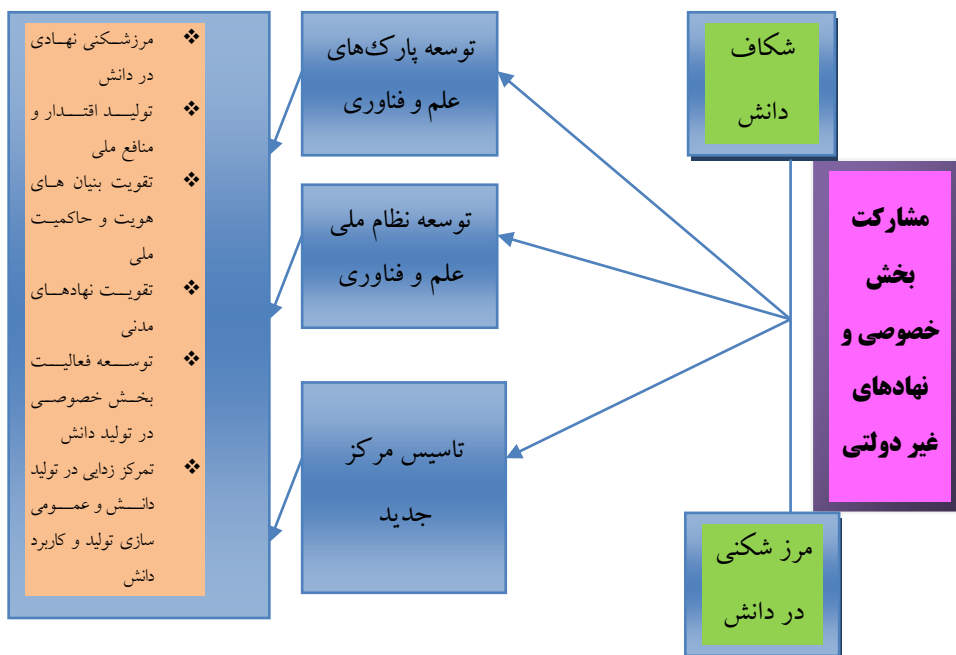 شکاف
دانش
مشارکت
بخش
خصوصی و
نهادهای
غیر دولتی
مرز شکنی
در دانش
توسعه پارک‌های
علم و فناوری
توسعه نظام ملی
علم و فناوری
تاسیس مرکز
جدید
❖ مرزشکنی نهادی
در دانش
❖ تولید اقتدار و
منافع ملی
❖ تقویت بنیان های
هویت و حاکمیت
ملی
❖ تقویت نهادهای
مدنی
❖ توسعه فعالیت
بخش خصوصی
در تولید دانش
❖ تمرکز زدایی در تولید
دانش و عمومی
سازی تولید و کاربرد
دانش